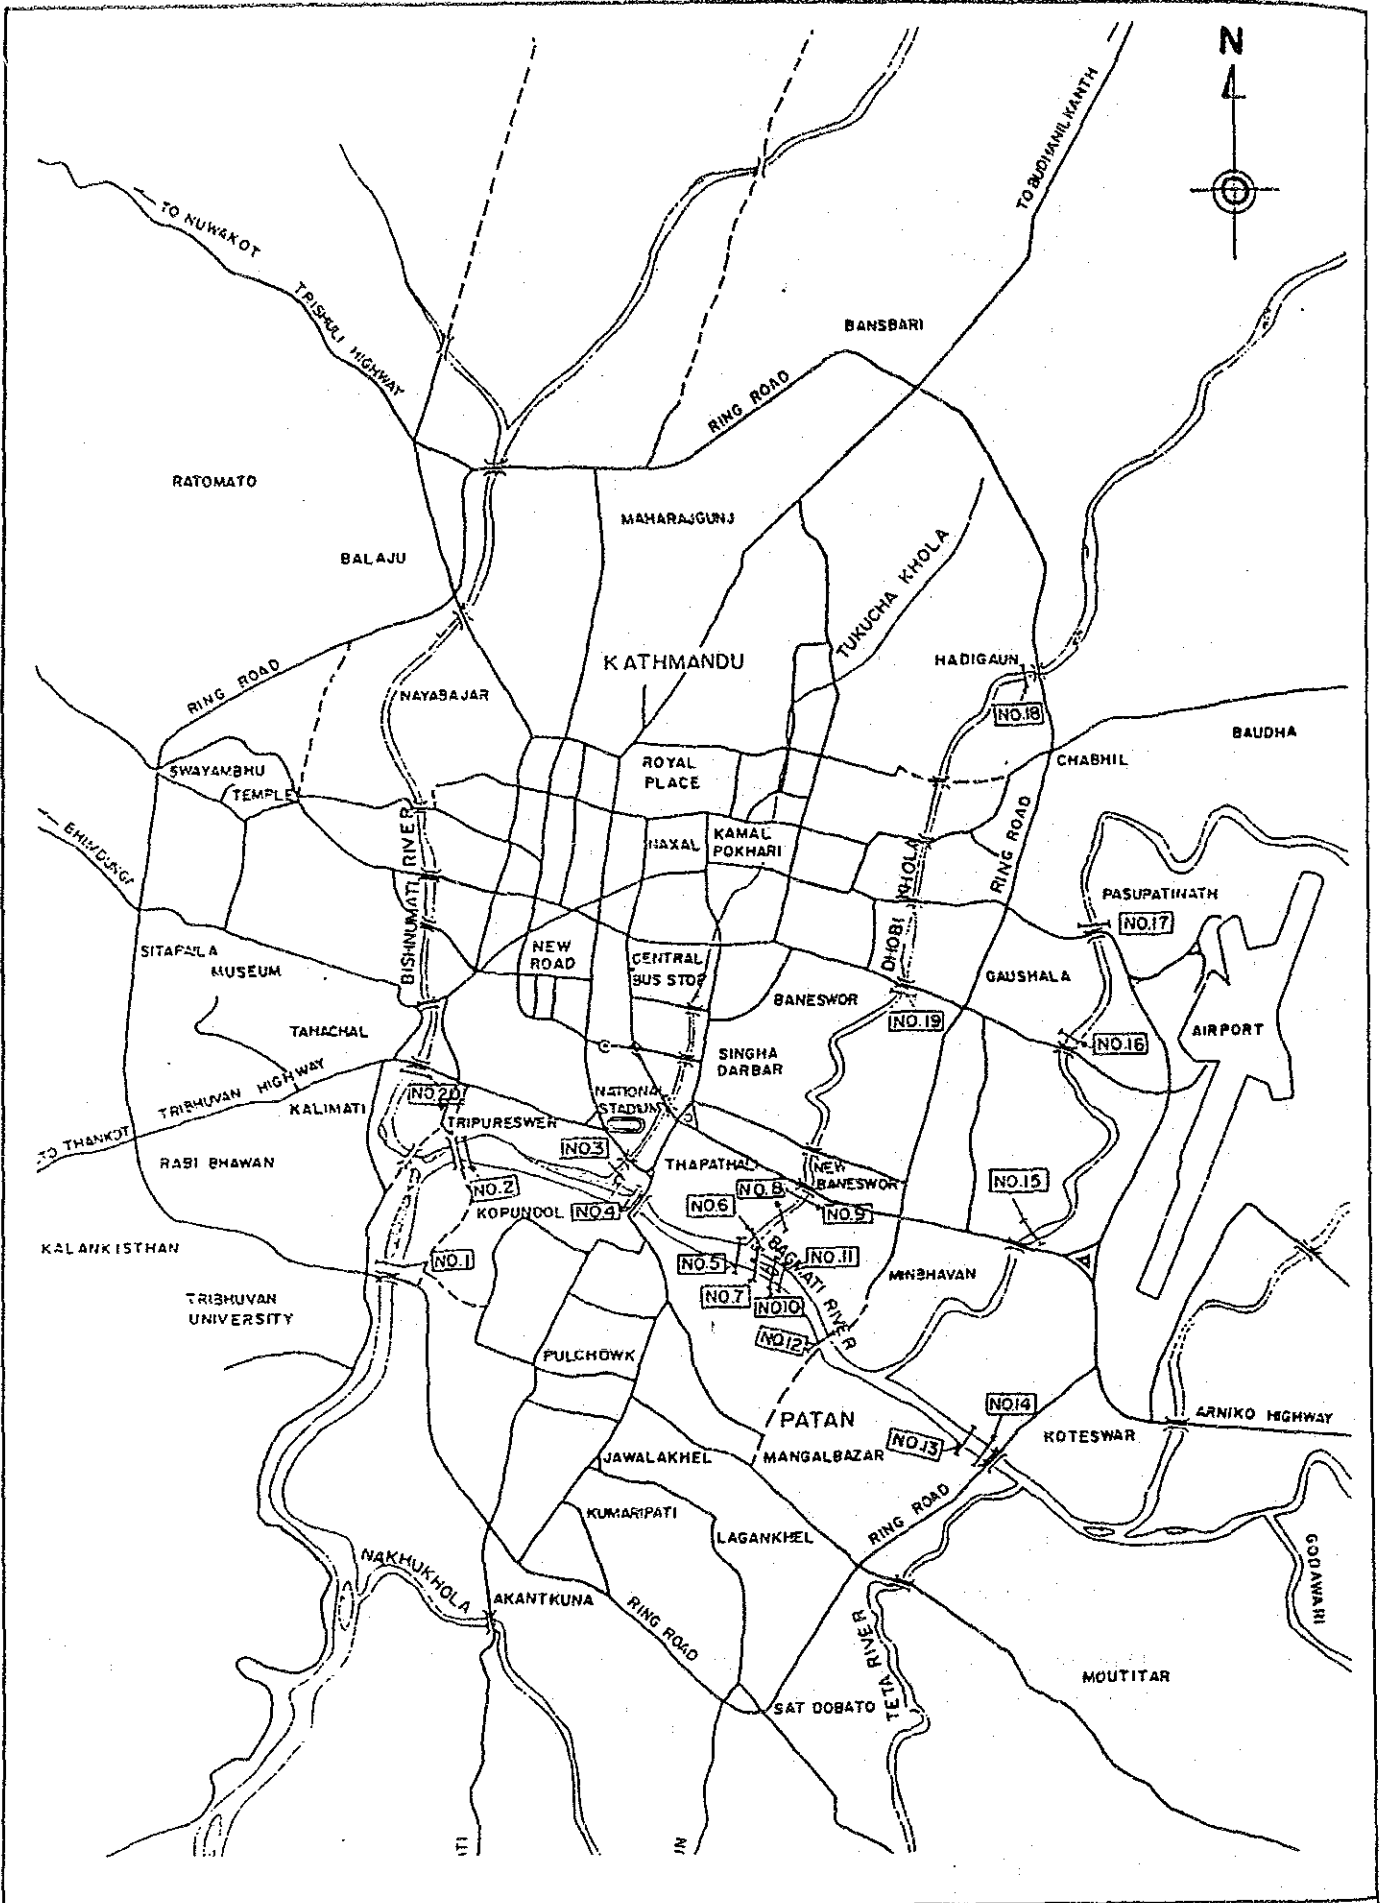 N
TO BUDHANILKANTH
TO NUWAKOT
TRISHULI HIGHWAY
BANSBARI
RING ROAD
RATOMATO
MAHARAJGUNJ
BALAJU
TUKUCHA KHOLA
KATHMANDU
HADIGAUN
RING ROAD
NAYABAJAR
NO.18
BAUDHA
SWAYAMBHU
TEMPLE
ROYAL
PLACE
CHABHIL
BHIMDUNGI
BISHNUMATI RIVER
NAXAL
KAMAL
POKHARI
DHOBI KHOLA
RING ROAD
PASUPATINATH
NO.17
SITAPAILA
MUSEUM
NEW
ROAD
CENTRAL
BUS STOP
GAUSHALA
BANESWOR
NO.19
AIRPORT
TAHACHAL
NO.16
SINGHA
DARBAR
TRIBHUVAN HIGHWAY
KALIMATI
NO.20
NATIONAL
STADIUM
TRIPURESWER
TO THANKOT
RABI BHAWAN
NO.3
THAPATHALI
NEW
BANESWOR
NO.15
NO.2
NO.8
NO.6
KOPUNDOL
NO.4
NO.9
KALANKISTHAN
NO.1
NO.5
BAGMATI RIVER
NO.11
MINBHAVAN
NO.7
NO.10
TRIBHUVAN
UNIVERSITY
NO.12
PULCHOWK
PATAN
NO.14
NO.13
KOTESWAR
ARNIKO HIGHWAY
JAWALAKHEL
MANGALBAZAR
KUMARIPATI
LAGANKHEL
RING ROAD
GODAWARI
NAKHUKHOLA
AKANTKUNA
RING ROAD
TETA RIVER
SAT DOBATO
MOUTITAR